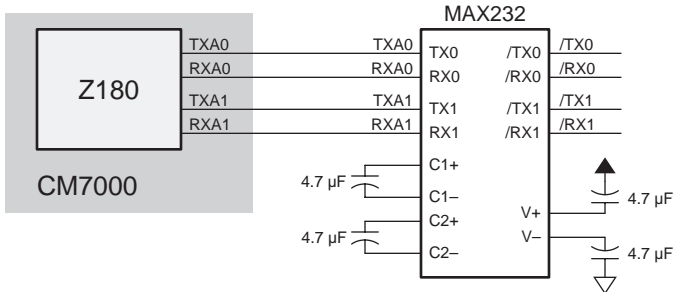 MAX232
TXA0 TXA0 TX0 /TX0 /TX0
RXA0 RXA0 RX0 /RX0 /RX0
Z180
TXA1 TXA1 TX1 /TX1 /TX1
RXA1 RXA1 RX1 /RX1 /RX1
C1+
4.7 µF
CM7000
C1–
4.7 µF
C2+
V+
4.7 µF
V–
C2–
4.7 µF